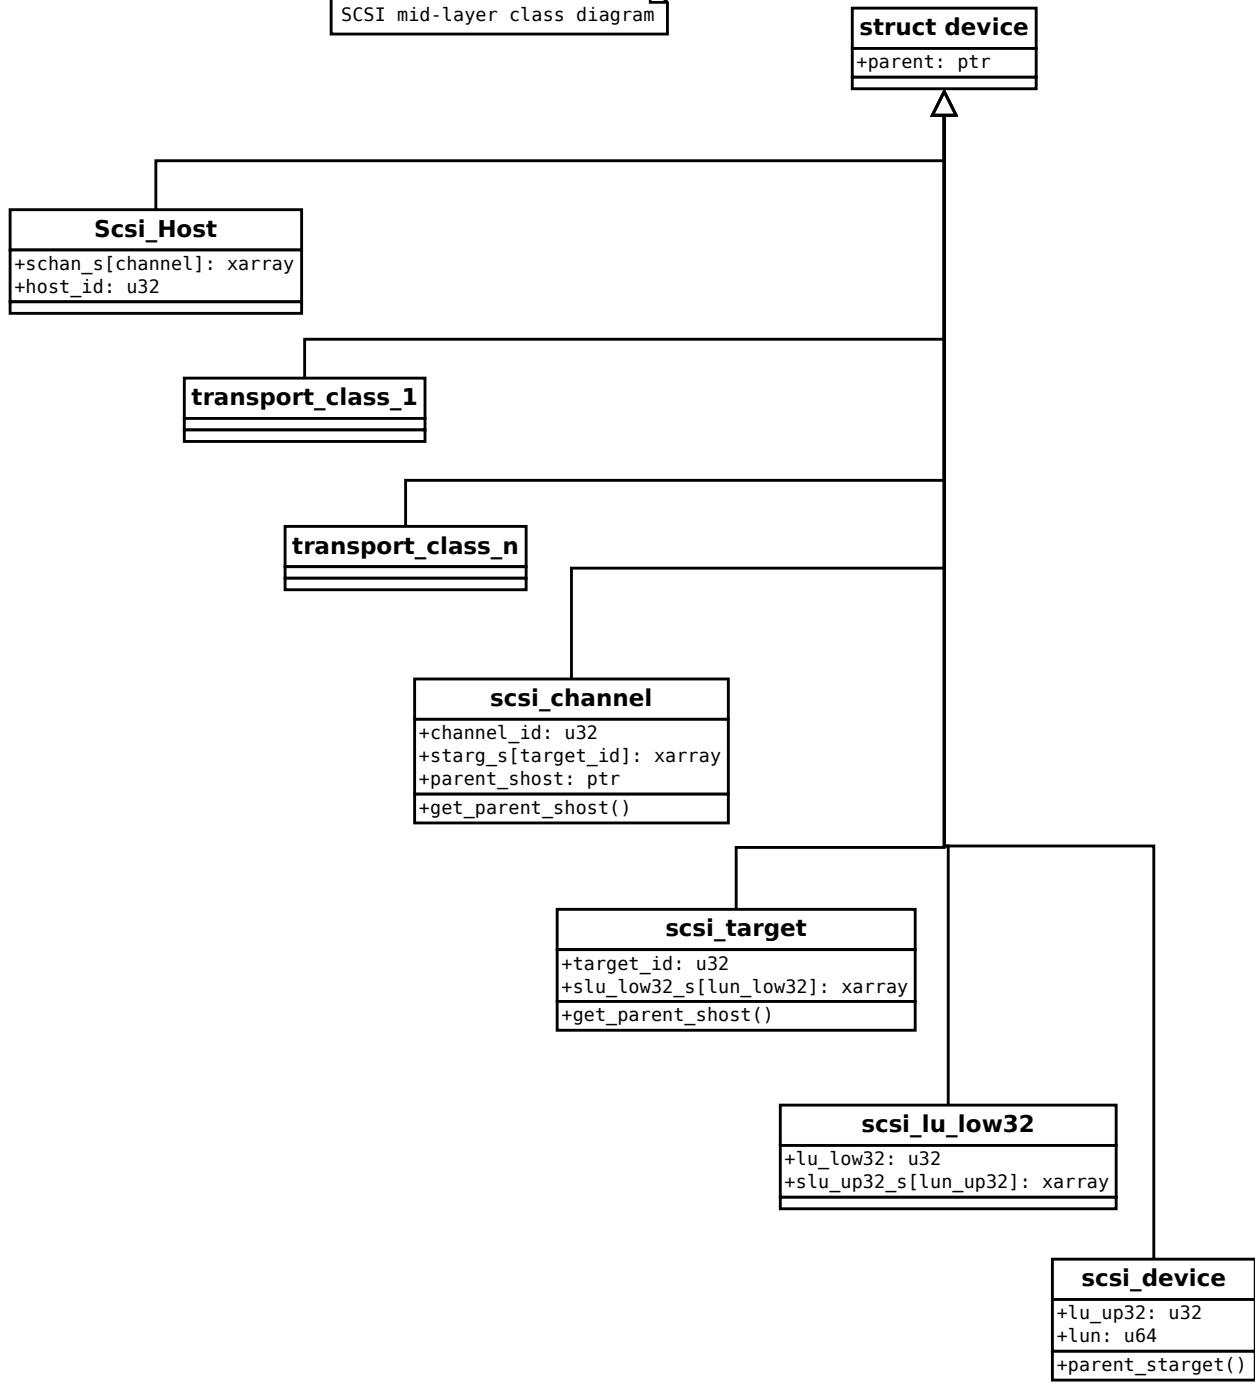 SCSI mid-layer class diagram
struct device
+parent: ptr
Scsi_Host
+schan_s[channel]: xarray
+host_id: u32
transport_class_1
transport_class_n
scsi_channel
+channel_id: u32
+starg_s[target_id]: xarray
+parent_shost: ptr
+get_parent_shost()
scsi_target
+target_id: u32
+slu_low32_s[lun_low32]: xarray
+get_parent_shost()
scsi_lu_low32
+lu_low32: u32
+slu_up32_s[lun_up32]: xarray
scsi_device
+lu_up32: u32
+lun: u64
+parent_starget()